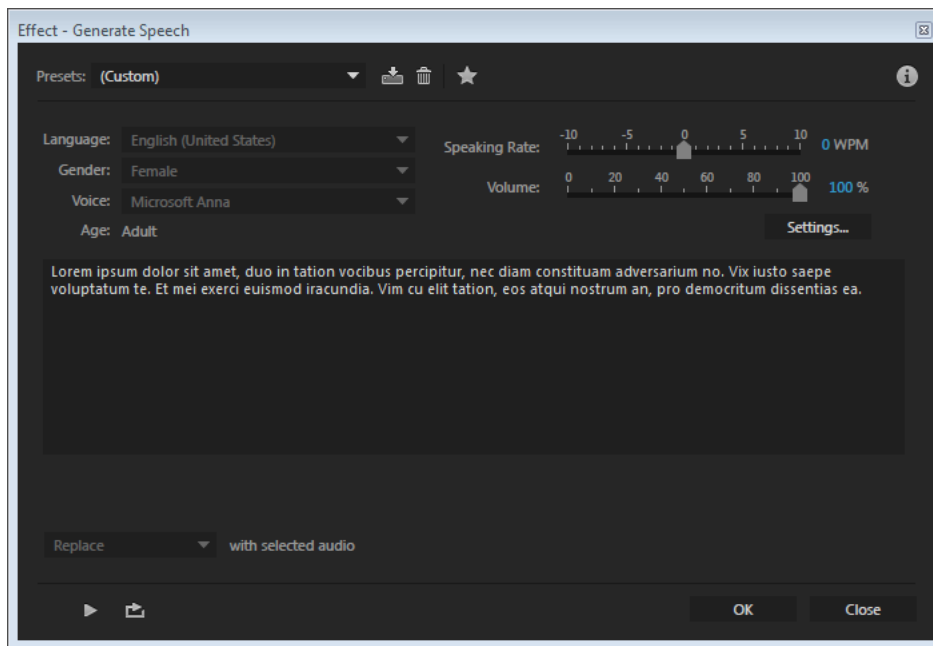 Effect - Generate Speech
Presets: (Custom)
Language: English (United States)
Gender: Female
Voice: Microsoft Anna
Age: Adult
-10 -5 0 5 10
Speaking Rate: 0 WPM
0 20 40 60 80 100
Volume: 100 %
Settings...
Lorem ipsum dolor sit amet, duo in tation vocibus percipitur, nec diam constituam adversarium no. Vix iusto saepe
voluptatum te. Et mei exerci euismod iracundia. Vim cu elit tation, eos atqui nostrum an, pro democritum dissentias ea.
Replace with selected audio
OK Close